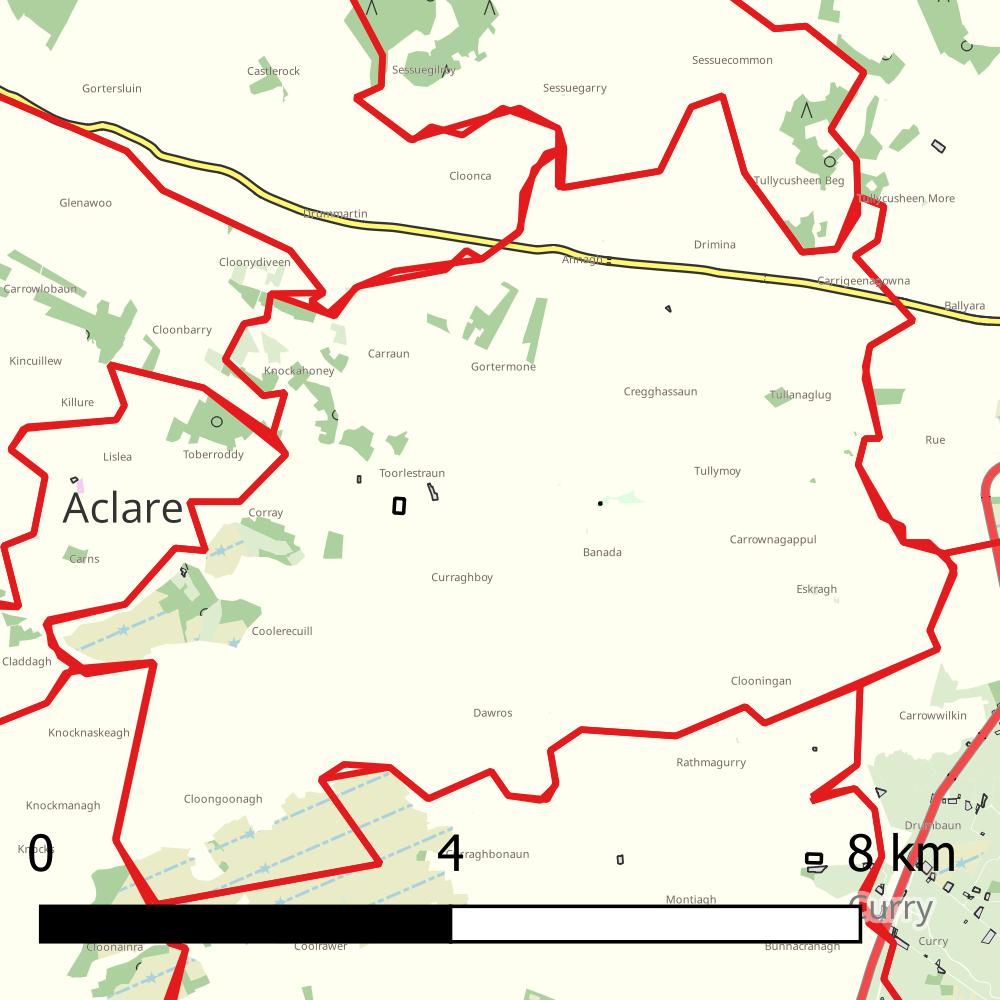 Sessuecommon
Castlerock
Sessuegilroy
Gortersluin
Sessuegarry
Cloonca
Tullycusheen Beg
Tullycusheen More
Glenawoo
Drummartin
Drimina
Annagh
Cloonydiveen
Carrigeenagowna
Carrowlobaun
Ballyara
Cloonbarry
Carraun
Kincuillew
Gortermone
Knockahoney
Cregghassaun
Tullanaglug
Killure
Rue
Lislea
Toberroddy
Toorlestraun
Tullymoy
Aclare
Corray
Carrownagappul
Banada
Carns
Curraghboy
Eskragh
Coolerecuill
Claddagh
Clooningan
Dawros
Carrowwilkin
Knocknaskeagh
Rathmagurry
Cloongoonagh
Knockmanagh
Drumbaun
Knocks
Curraghbonaun
0 4 8 km
Montiagh
Curry
Curry
Cloonainra
Coolrawer
Bunnacranagh